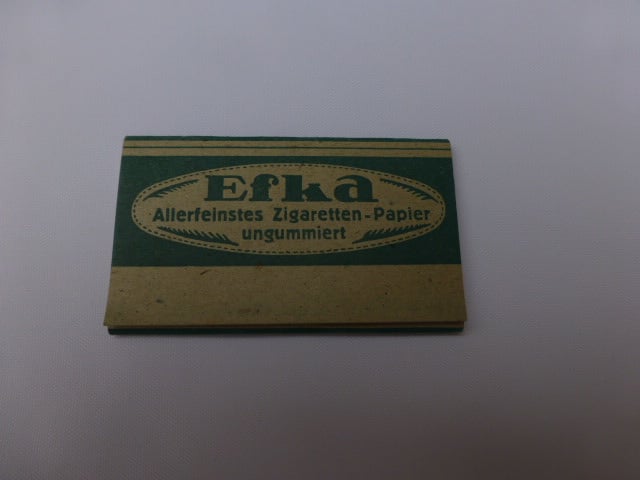 Efka
Allerfeinstes Zigaretten-Papier
ungummiert